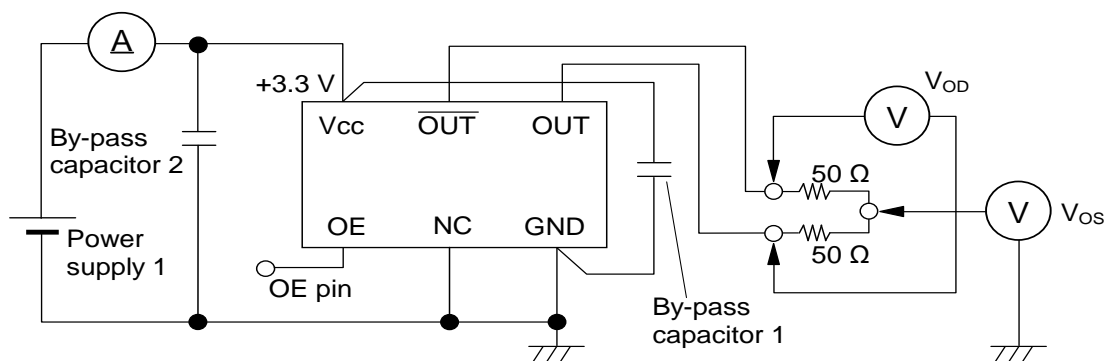 A
+3.3 V
By-pass
capacitor 2
Power
supply 1
Vcc
OUT
OUT
OE
NC
GND
OE pin
By-pass
capacitor 1
V
VOD
50 Ω
50 Ω
V
VOS